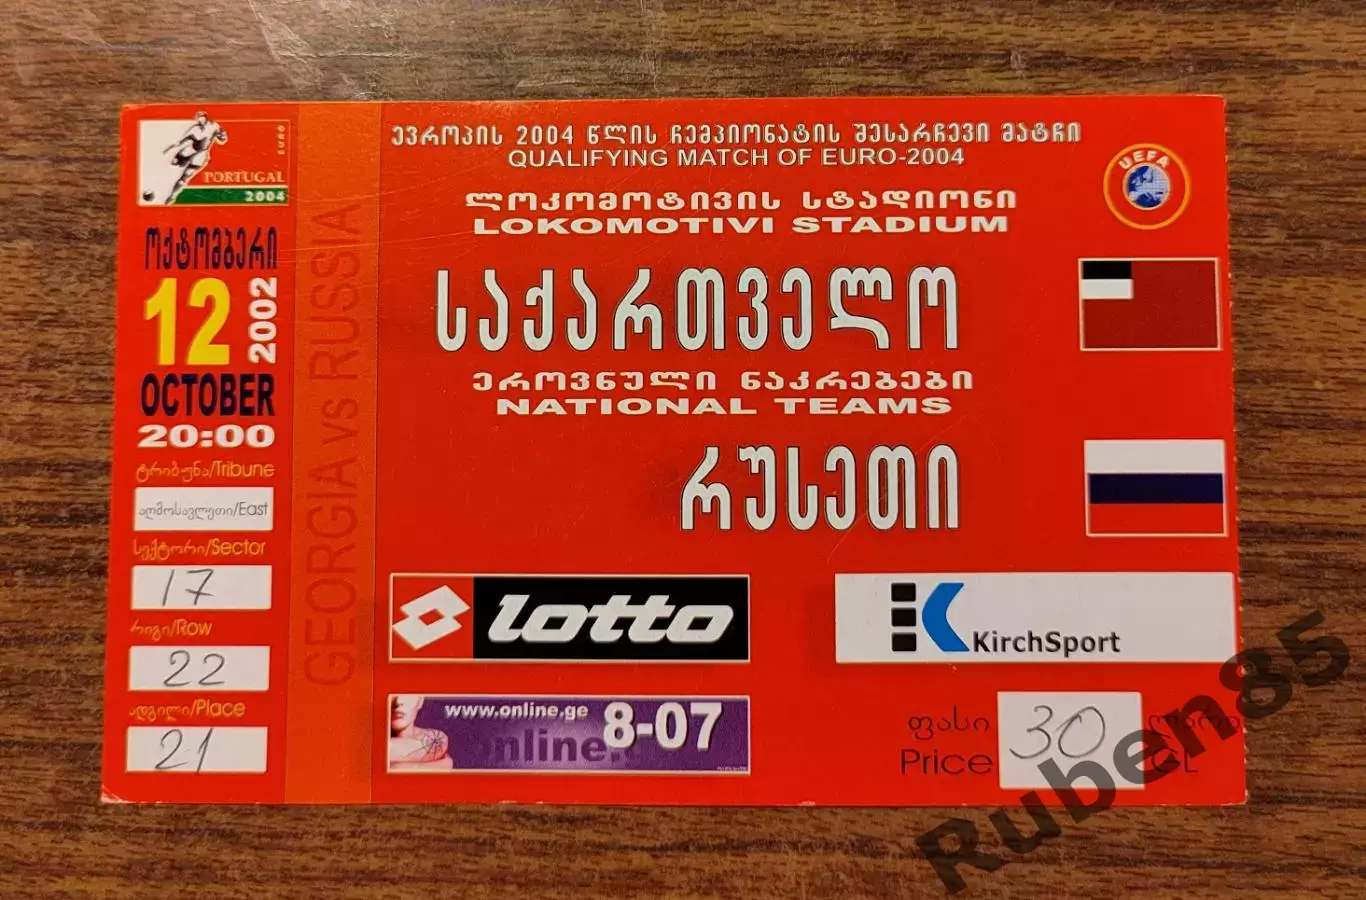 PORTUGAL
2004
EURO
ოქტომბერი
12
2002
OCTOBER
20:00
ტრიბუნა/Tribune
აღმოსავლეთი/East
სექტორი/Sector
17
რიგი/Row
22
ადგილი/Place
21
GEORGIA vs RUSSIA
ევროპის 2004 წლის ჩემპიონატის შესარჩევი მატჩი
QUALIFYING MATCH OF EURO-2004
ლოკომოტივის სტადიონი
LOKOMOTIVI STADIUM
UEFA
საქართველო
ეროვნული ნაკრებები
NATIONAL TEAMS
რუსეთი
lotto
KirchSport
www.online.ge
8-07
online.
ფასი 30 ლარი
Price
Ruben85